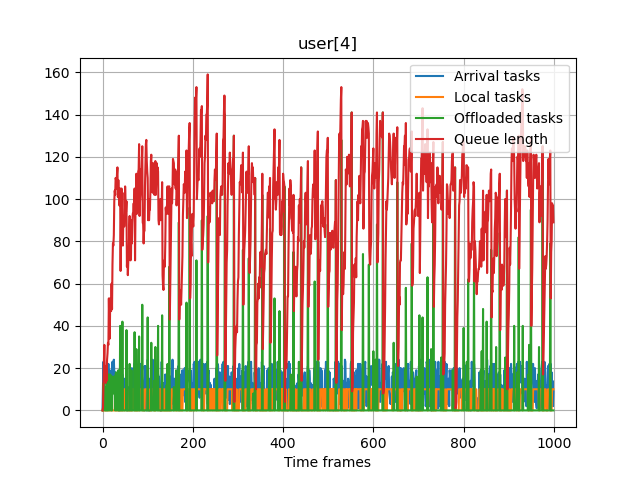 user[4]
Arrival tasks
Local tasks
Offloaded tasks
Queue length
160
140
120
100
80
60
40
20
0
0 200 400 600 800 1000
Time frames